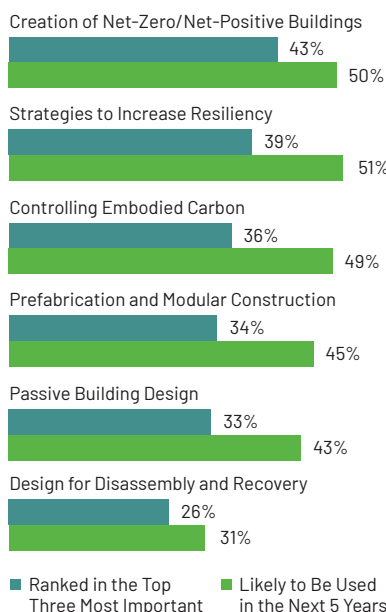 Creation of Net-Zero/Net-Positive Buildings
43%
50%
Strategies to Increase Resiliency
39%
51%
Controlling Embodied Carbon
36%
49%
Prefabrication and Modular Construction
34%
45%
Passive Building Design
33%
43%
Design for Disassembly and Recovery
26%
31%
Ranked in the Top
Three Most Important
Likely to Be Used
in the Next 5 Years